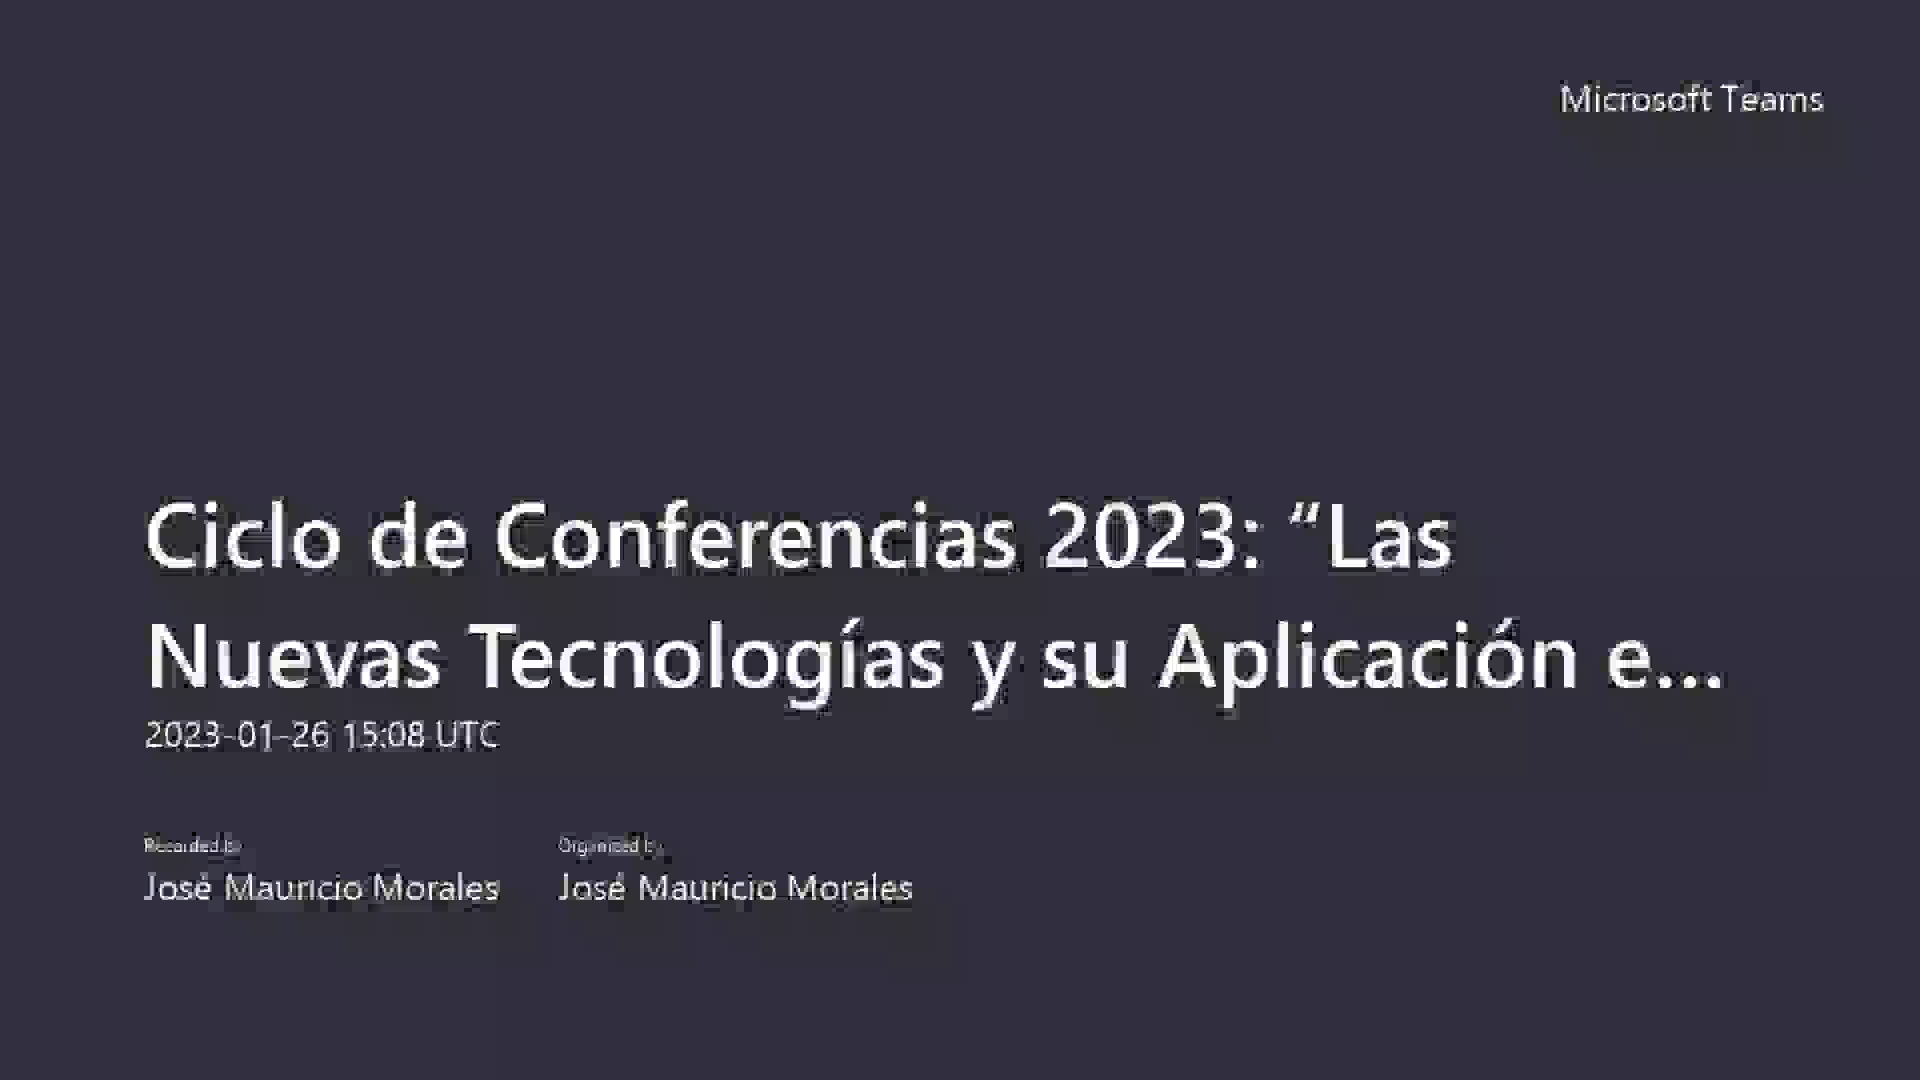 Microsoft Teams
Ciclo de Conferencias 2023: “Las
Nuevas Tecnologías y su Aplicación e...
2023-01-26 15:08 UTC
Recorded by
Organized by
José Mauricio Morales
José Mauricio Morales